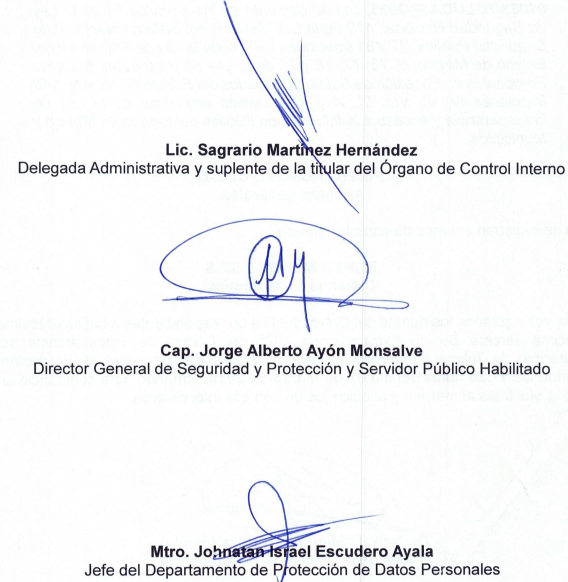 Lic. Sagrario Martínez Hernández
Delegada Administrativa y suplente de la titular del Órgano de Control Interno
Cap. Jorge Alberto Ayón Monsalve
Director General de Seguridad y Protección y Servidor Público Habilitado
Mtro. Johnatan Israel Escudero Ayala
Jefe del Departamento de Protección de Datos Personales